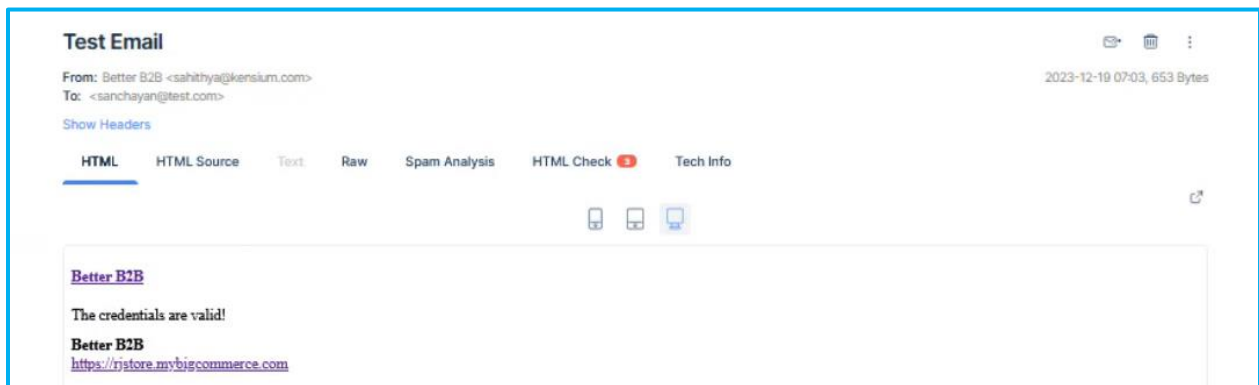 Test Email
From: Better B2B <sahithya@kensium.com>
2023-12-19 07:03, 653 Bytes
To: <sanchayan@test.com>
Show Headers
HTML HTML Source Text Raw Spam Analysis HTML Check 3 Tech Info
Better B2B
The credentials are valid!
Better B2B
https://rjstore.mybigcommerce.com